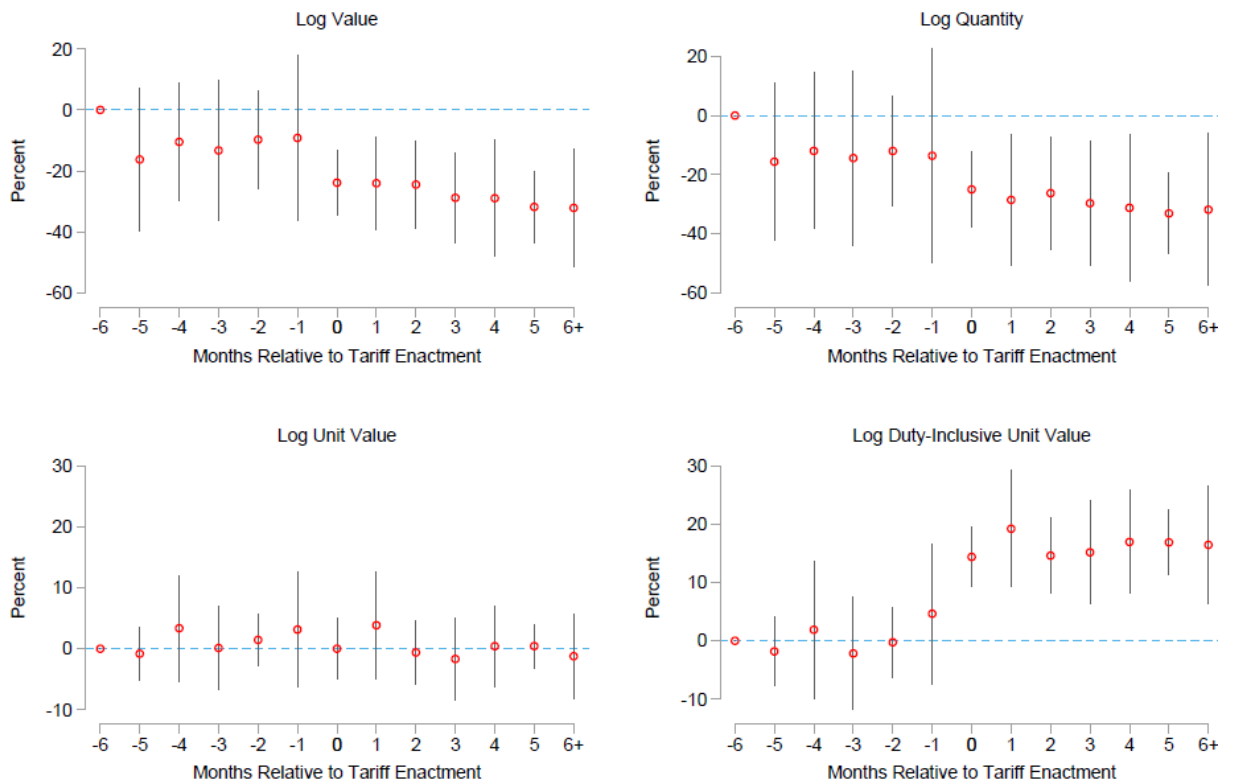 Log Value
Percent
20
0
-20
-40
-60
-6 -5 -4 -3 -2 -1 0 1 2 3 4 5 6+
Months Relative to Tariff Enactment
Log Quantity
Percent
20
0
-20
-40
-60
-6 -5 -4 -3 -2 -1 0 1 2 3 4 5 6+
Months Relative to Tariff Enactment
Log Unit Value
Percent
30
20
10
0
-10
-6 -5 -4 -3 -2 -1 0 1 2 3 4 5 6+
Months Relative to Tariff Enactment
Log Duty-Inclusive Unit Value
Percent
30
20
10
0
-10
-6 -5 -4 -3 -2 -1 0 1 2 3 4 5 6+
Months Relative to Tariff Enactment